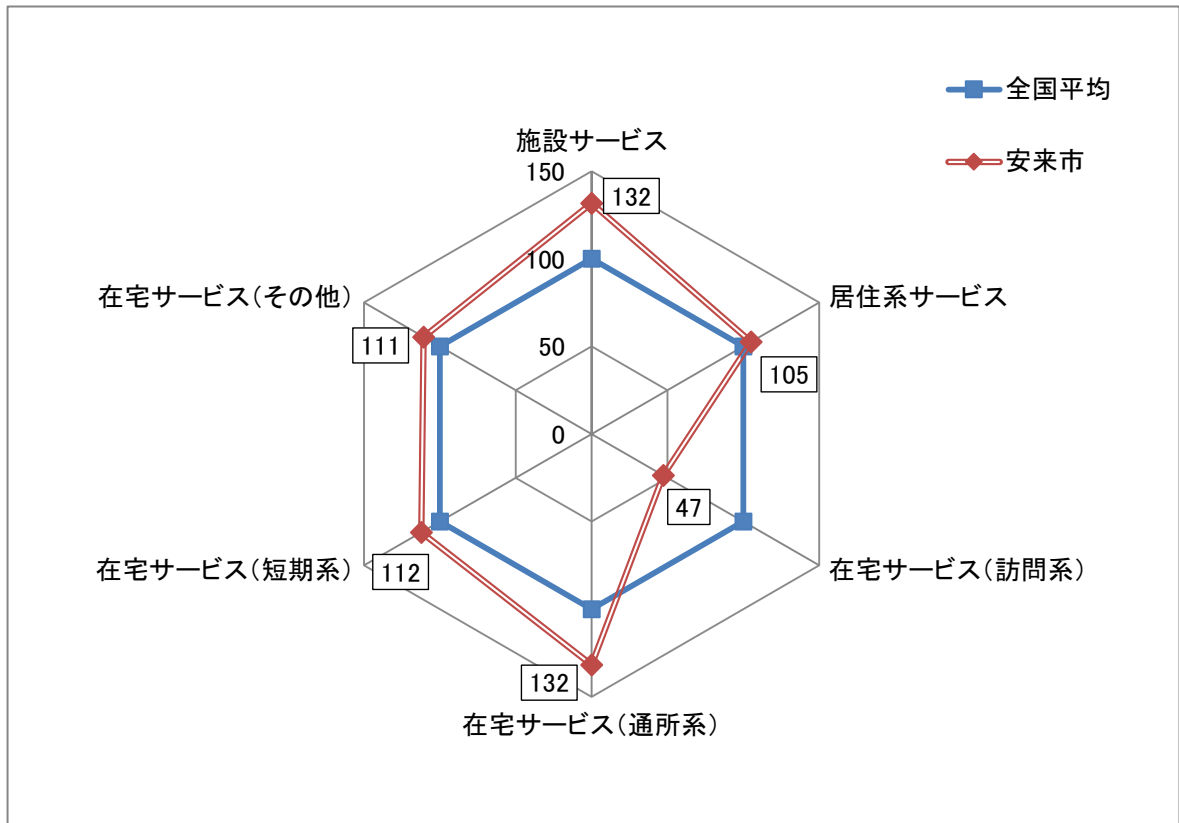 全国平均
安来市
施設サービス
150
132
100
在宅サービス(その他)
居住系サービス
111
50
105
0
47
在宅サービス(短期系)
在宅サービス(訪問系)
112
132
在宅サービス(通所系)